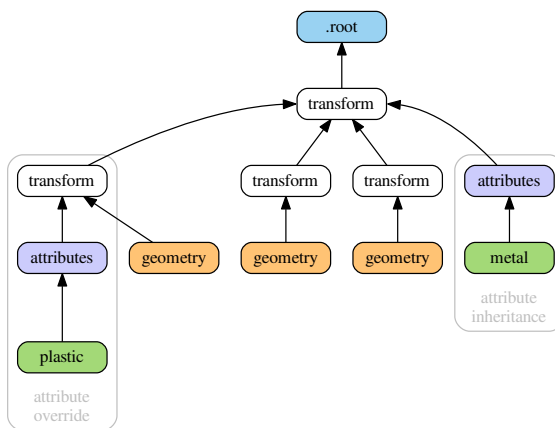 .root
transform
transform
transform
transform
attributes
attributes
geometry
geometry
geometry
metal
attribute
inheritance
plastic
attribute
override